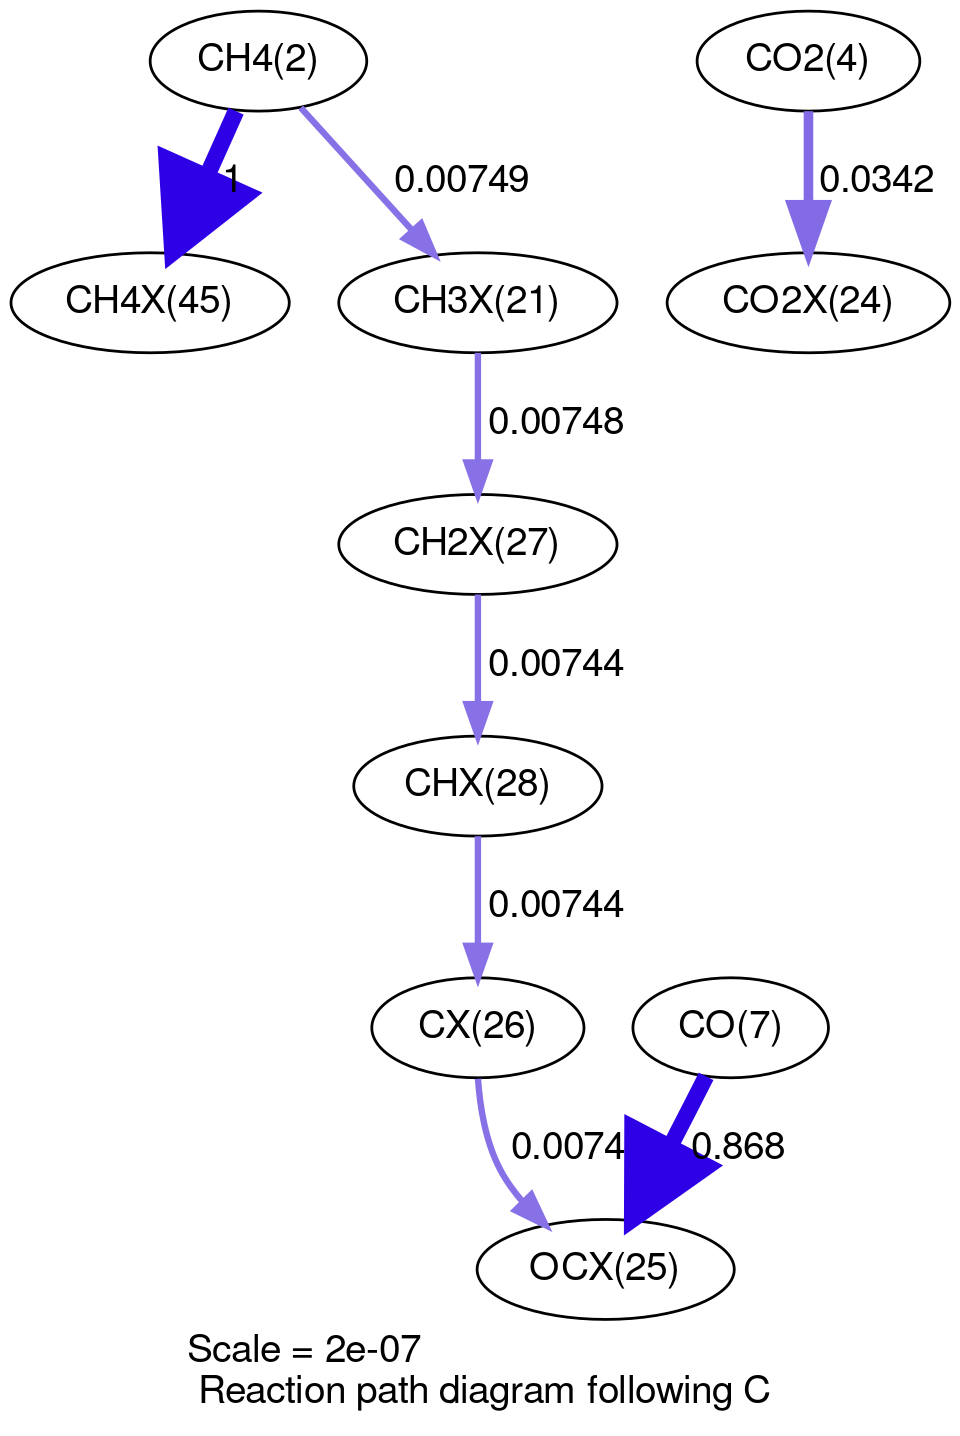 CH4(2)
CO2(4)
1
0.00749
0.0342
CH4X(45)
CH3X(21)
CO2X(24)
0.00748
CH2X(27)
0.00744
CHX(28)
0.00744
CX(26)
CO(7)
0.0074
0.868
OCX(25)
Scale = 2e-07
Reaction path diagram following C